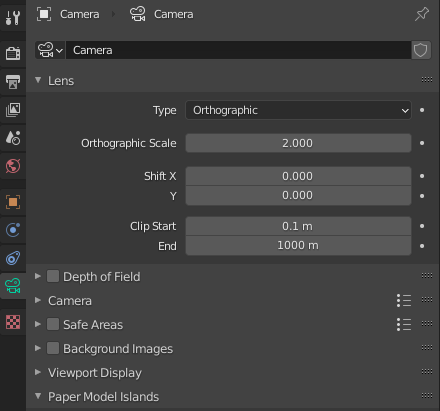 Camera Camera
Camera
Lens
Type Orthographic
Orthographic Scale 2.000
Shift X 0.000
Y 0.000
Clip Start 0.1 m
End 1000 m
Depth of Field
Camera
Safe Areas
Background Images
Viewport Display
Paper Model Islands